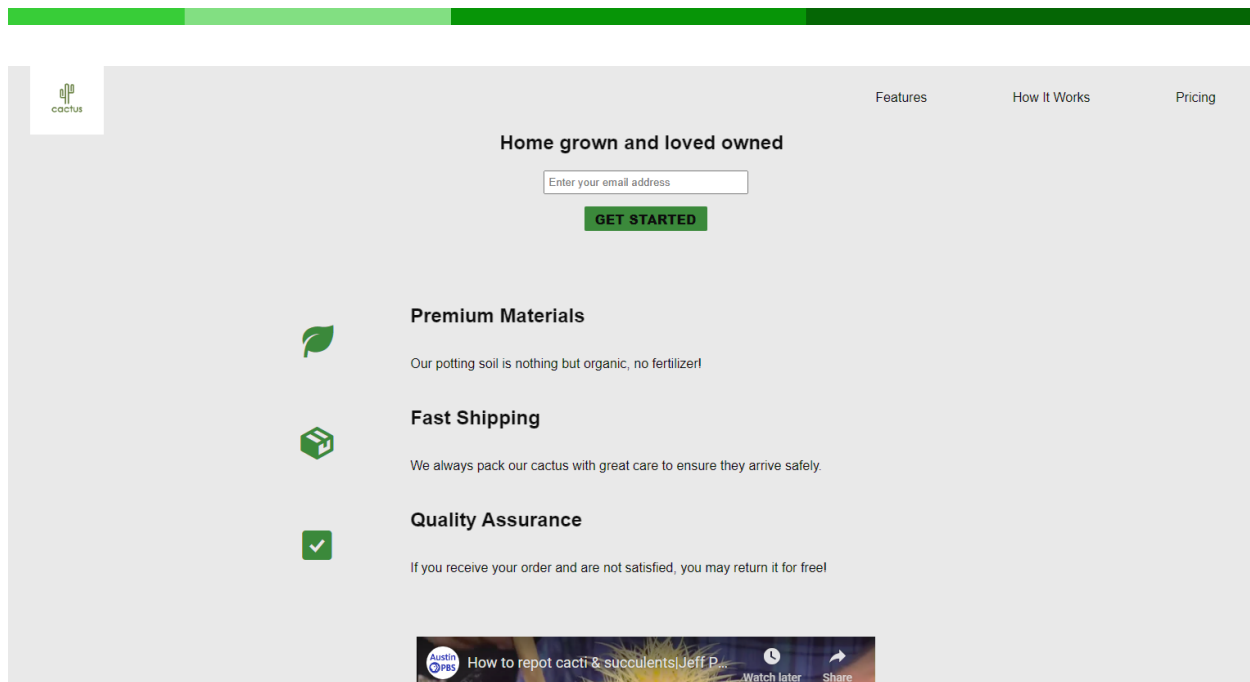 cactus
Features How It Works Pricing
Home grown and loved owned
Enter your email address
GET STARTED
Premium Materials
Our potting soil is nothing but organic, no fertilizer!
Fast Shipping
We always pack our cactus with great care to ensure they arrive safely.
Quality Assurance
If you receive your order and are not satisfied, you may return it for free!
Austin
PBS
How to repot cacti & succulents|Jeff P...
Watch later Share